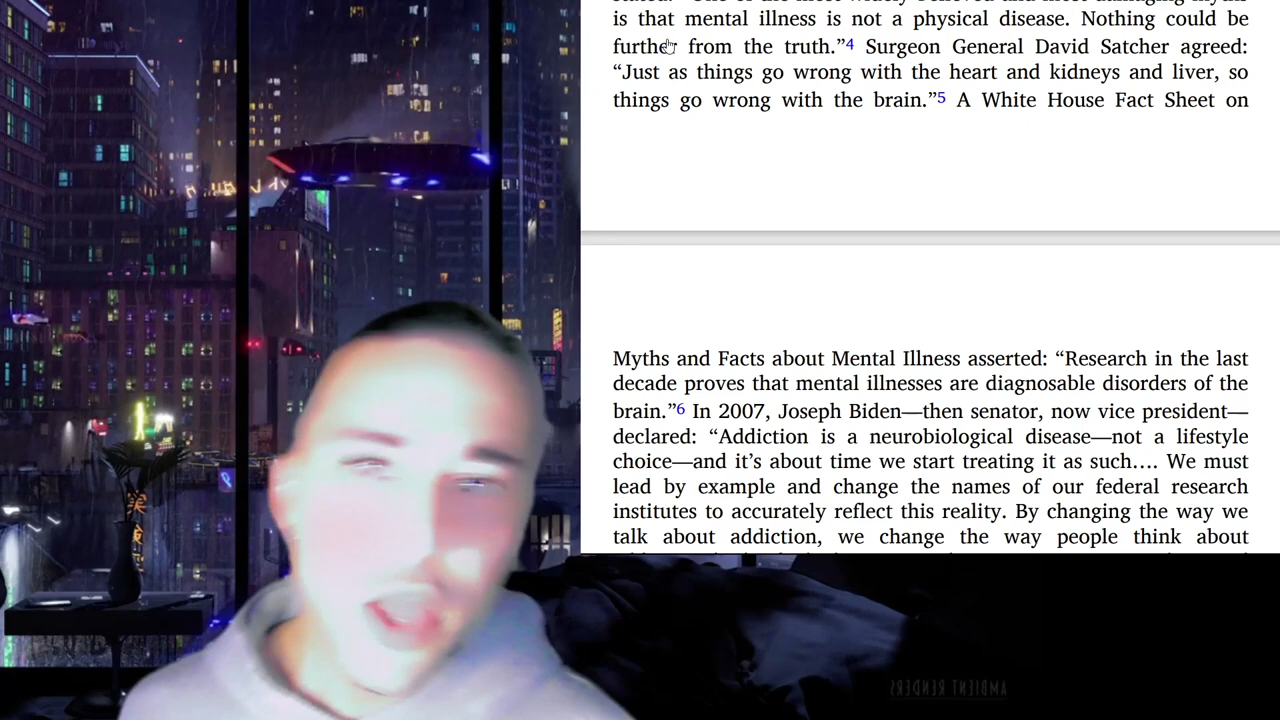 is that mental illness is not a physical disease. Nothing could be
further from the truth.”4 Surgeon General David Satcher agreed:
“Just as things go wrong with the heart and kidneys and liver, so
things go wrong with the brain.”5 A White House Fact Sheet on
Myths and Facts about Mental Illness asserted: “Research in the last
decade proves that mental illnesses are diagnosable disorders of the
brain.”6 In 2007, Joseph Biden—then senator, now vice president—
declared: “Addiction is a neurobiological disease—not a lifestyle
choice—and it’s about time we start treating it as such…. We must
lead by example and change the names of our federal research
institutes to accurately reflect this reality. By changing the way we
talk about addiction, we change the way people think about
AMBIENT RENDERS